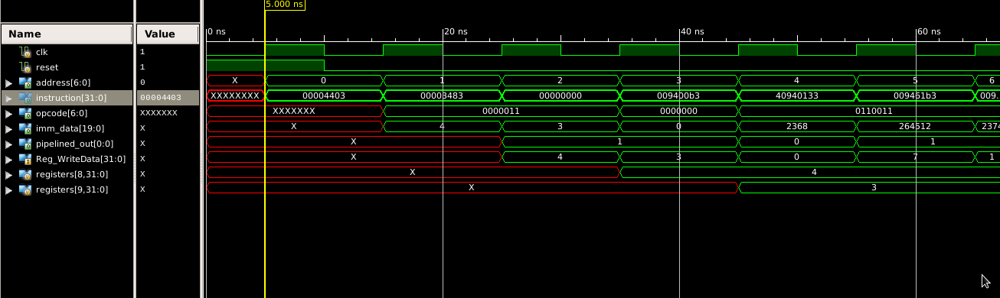 5.000 ns
Name Value 0 ns 20 ns 40 ns 60 ns
clk 1
reset 1
address[6:0] 0 X 0 1 2 3 4 5 6
instruction[31:0] 00004403 XXXXXXXX 00004403 00003483 00000000 009400b3 40940133 009461b3 009.
opcode[6:0] XXXXXXX XXXXXXX 0000011 0000000 0110011
imm_data[19:0] X X 4 3 0 2368 264512 2374
pipelined_out[0:0] X X 1 0 1
Reg_WriteData[31:0] X X 4 3 0 7 1
registers[8,31:0] X X 4
registers[9,31:0] X X 3